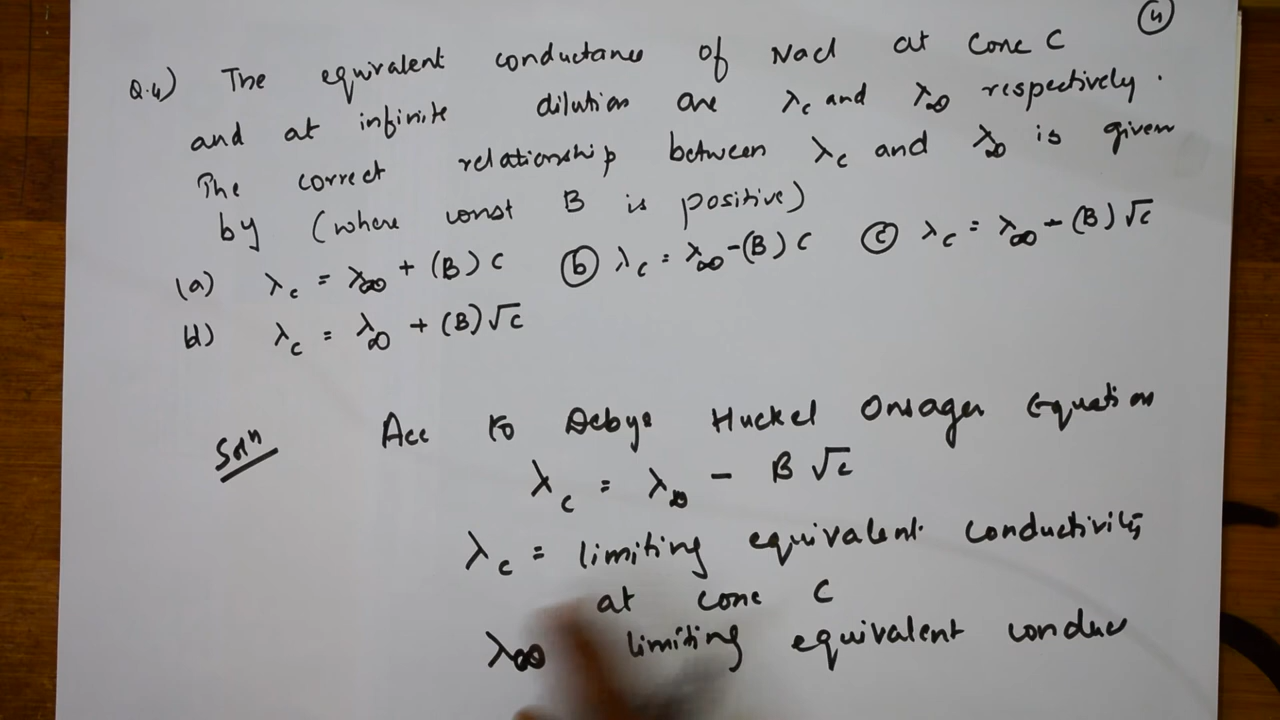 ④
Q.4) The equivalent conductance of Nacl at conc C
and at infinite dilution are λc and λ∞ respectively.
The correct relationship between λc and λ∞ is given
by (where const B is positive)
(a) λc = λ∞ + (B) C (b) λc = λ∞ - (B) C (c) λc = λ∞ - (B) √c
(d) λc = λ∞ + (B) √c
Solⁿ Acc to Debye Huckel Onsager Equation
λc = λ∞ - B √c
λc = limiting equivalent conductivity
at conc C
λ∞ limiting equivalent conduc